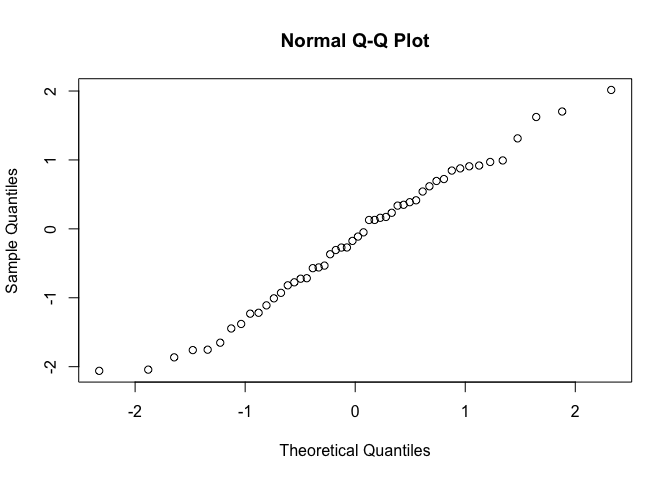 Normal Q-Q Plot
Sample Quantiles
2
1
0
-1
-2
-2 -1 0 1 2
Theoretical Quantiles